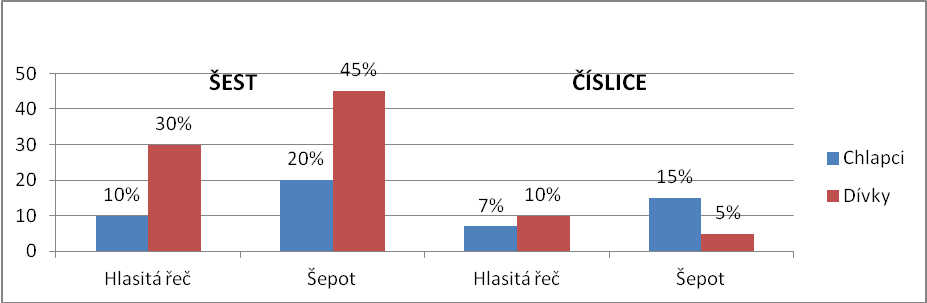 ŠEST
ČÍSLICE
50
40
30
20
10
0
10%
30%
20%
45%
7%
10%
15%
5%
Hlasitá řeč
Šepot
Hlasitá řeč
Šepot
Chlapci
Dívky